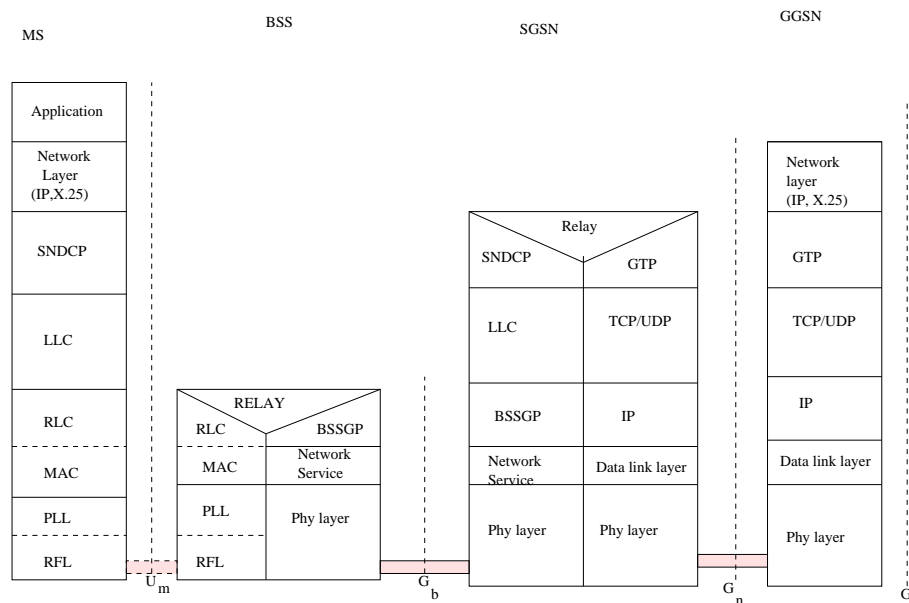 MS
BSS
SGSN
GGSN
Application
Network
Layer
(IP,X.25)
SNDCP
LLC
RLC
MAC
PLL
RFL
U m
RELAY
RLC
BSSGP
MAC
Network
Service
PLL
Phy layer
RFL
G b
Relay
SNDCP
GTP
LLC
TCP/UDP
BSSGP
IP
Network
Service
Data link layer
Phy layer
Phy layer
G n
Network
layer
(IP, X.25)
GTP
TCP/UDP
IP
Data link layer
Phy layer
G